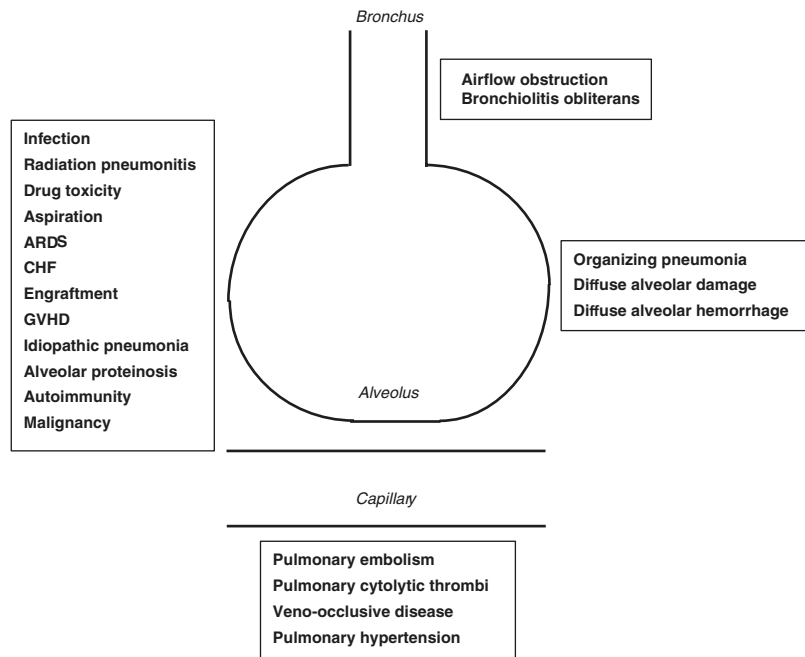 Bronchus
Airflow obstruction
Bronchiolitis obliterans
Infection
Radiation pneumonitis
Drug toxicity
Aspiration
ARDS
CHF
Engraftment
GVHD
Idiopathic pneumonia
Alveolar proteinosis
Autoimmunity
Malignancy
Organizing pneumonia
Diffuse alveolar damage
Diffuse alveolar hemorrhage
Alveolus
Capillary
Pulmonary embolism
Pulmonary cytolytic thrombi
Veno-occlusive disease
Pulmonary hypertension